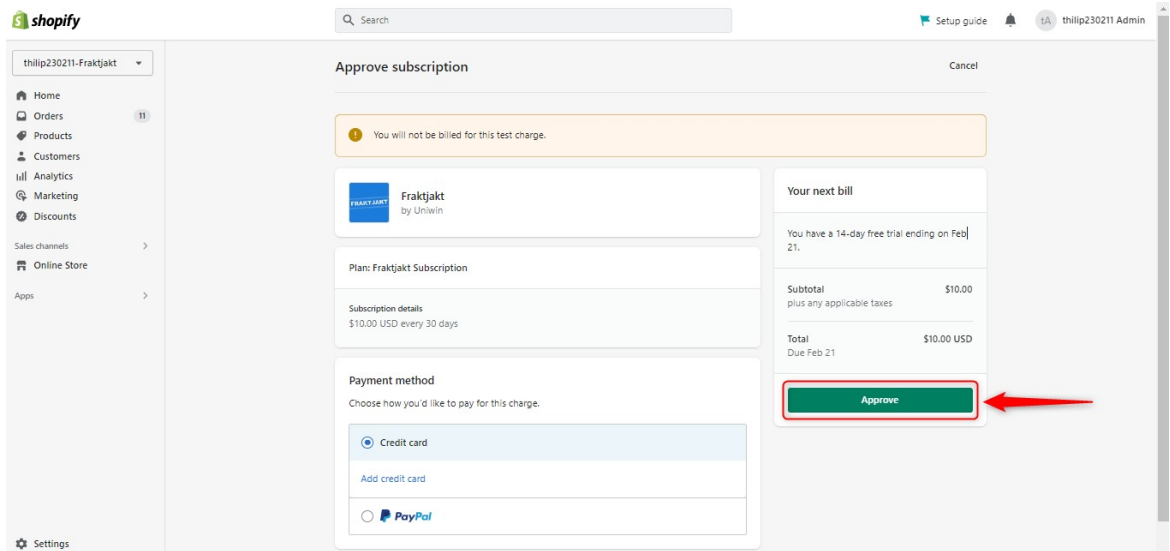 shopify
Search
Setup guide
tA
thilip230211 Admin
thilip230211-Fraktjakt
Home
Orders
11
Products
Customers
Analytics
Marketing
Discounts
Sales channels
Online Store
Apps
Settings
Approve subscription
Cancel
You will not be billed for this test charge.
FRAKTJAKT
Fraktjakt
by Uniwin
Plan: Fraktjakt Subscription
Subscription details
$10.00 USD every 30 days
Payment method
Choose how you'd like to pay for this charge.
Credit card
Add credit card
PayPal
Your next bill
You have a 14-day free trial ending on Feb
21.
Subtotal $10.00
plus any applicable taxes
Total $10.00 USD
Due Feb 21
Approve